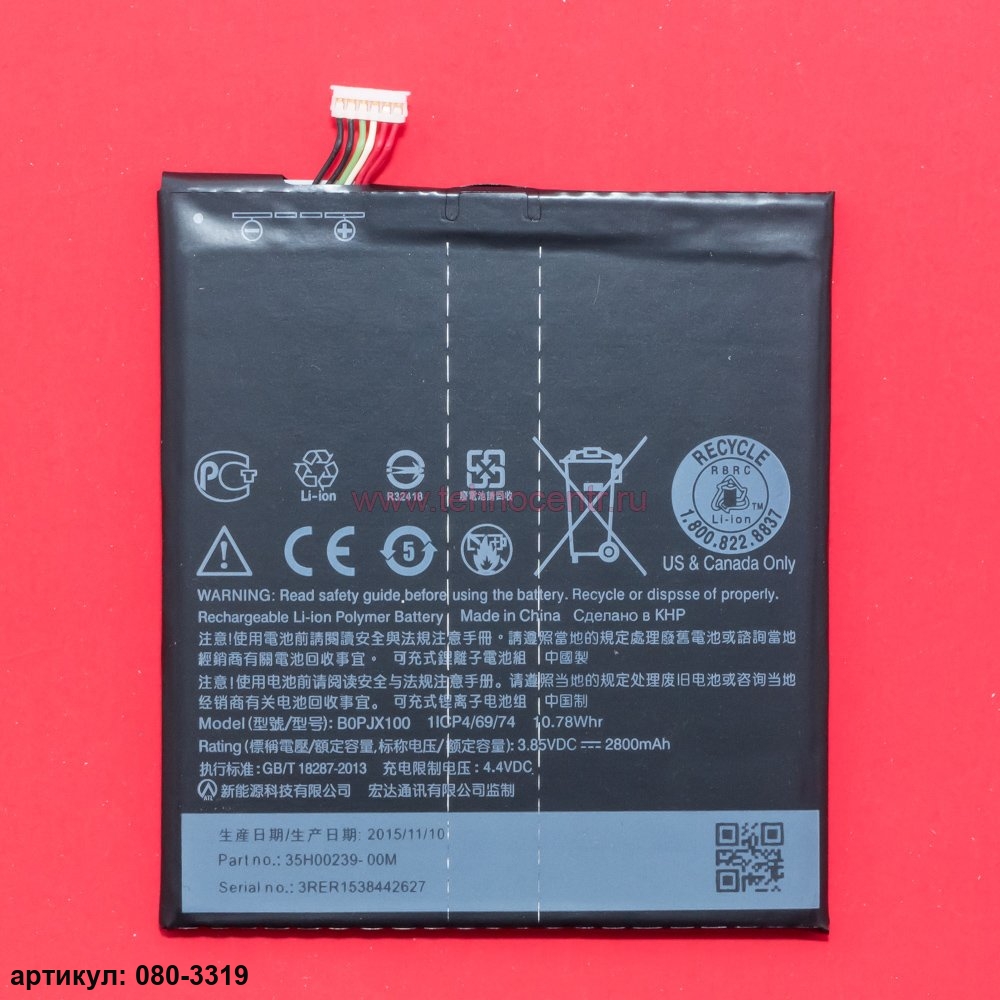 Li-ion
R32418
廢電池請回收
RECYCLE
RBRC
Li-ion
TM
1.800.822.8837
www.tehnocentr.ru
5
US & Canada Only
WARNING: Read safety guide before using the battery. Recycle or dispsse of properly.
Rechargeable Li-ion Polymer Battery Made in China Сделано в КНР
注意!使用電池前請閱讀安全與法規注意手冊。請遵照當地的規定處理廢舊電池或諮詢當地
經銷商有關電池回收事宜。 可充式鋰離子電池組 中國製
注意!使用电池前请阅读安全与法规注意手册。请遵照当地的规定处理废旧电池或咨询当地
经销商有关电池回收事宜。 可充式锂离子电池组 中国制
Model(型號/型号): B0PJX100 1ICP4/69/74 10.78Whr
Rating (標稱電壓/額定容量,标称电压/额定容量): 3.85VDC 2800mAh
执行标准: GB/T 18287-2013 充电限制电压: 4.4VDC
ATL 新能源科技有限公司 宏达通讯有限公司监制
生產日期/生产日期: 2015/11/10
Part no.: 35H00239-00M
Serial no.: 3RER1538442627
артикул: 080-3319